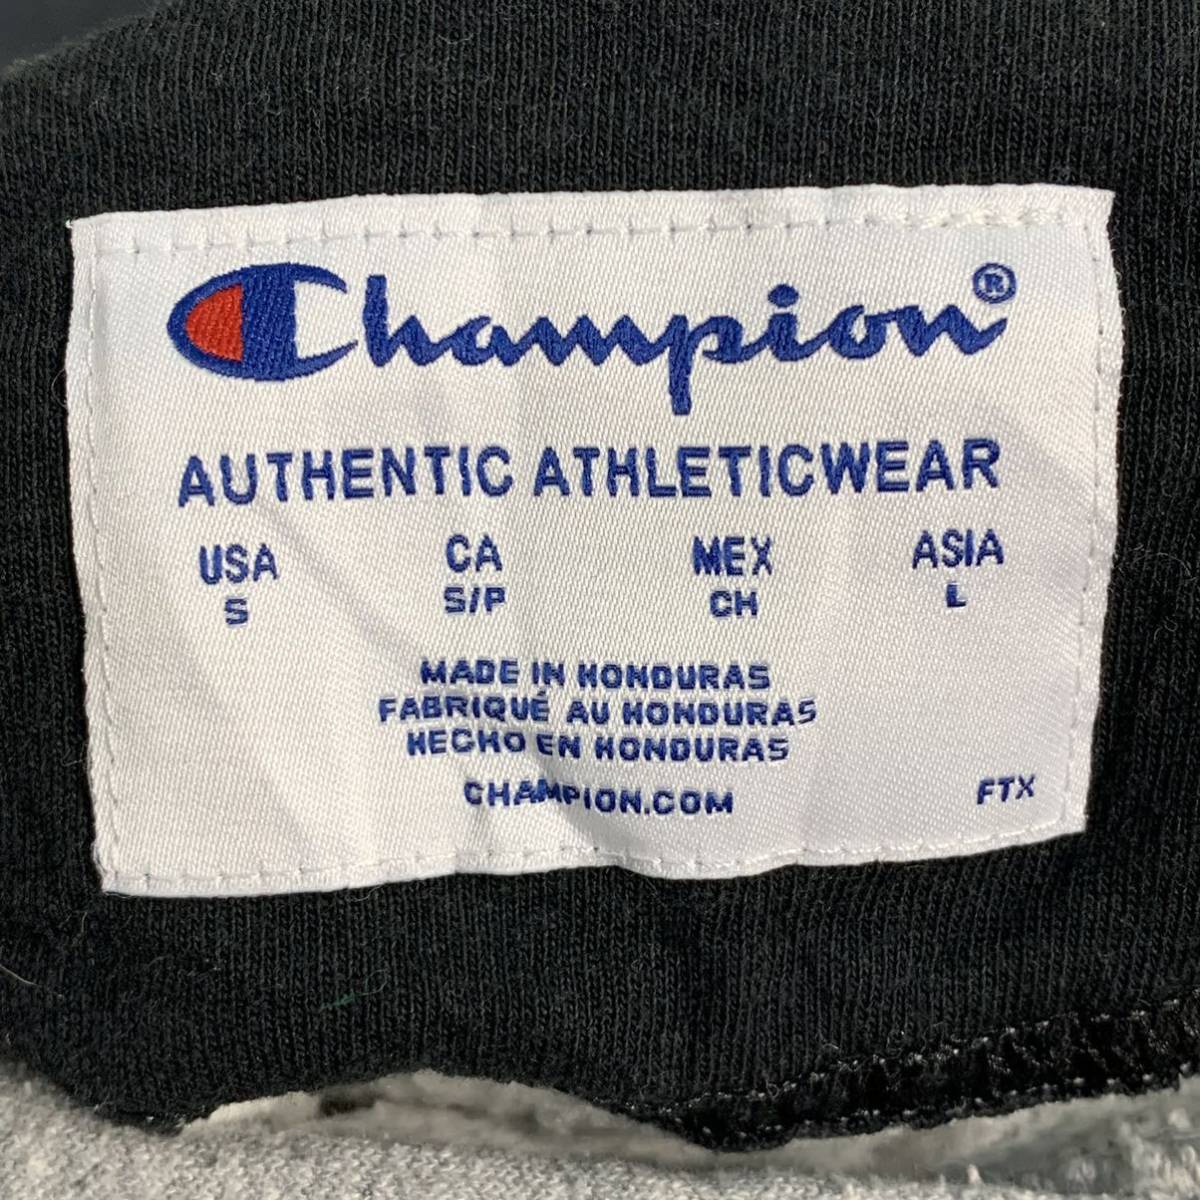 Champion®
AUTHENTIC ATHLETICWEAR
USA CA MEX ASIA
S S/P CH L
MADE IN HONDURAS
FABRIQUÉ AU HONDURAS
HECHO EN HONDURAS
CHAMPION.COM FTX